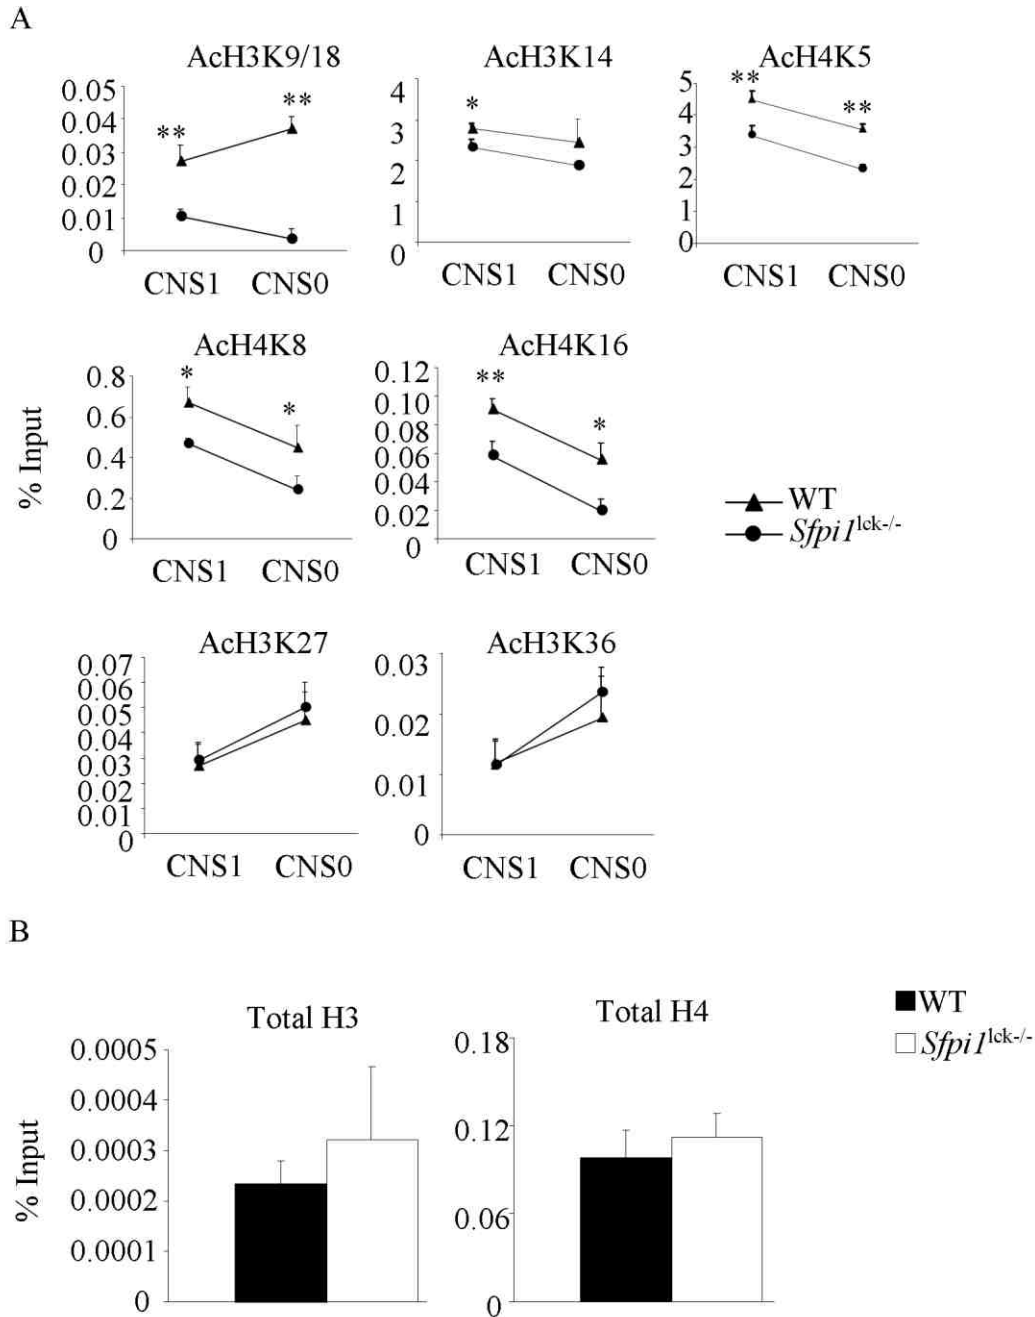 A
AcH3K9/18
0.05
0.04
0.03
0.02
0.01
0
**
**
CNS1 CNS0
AcH3K14
4
3
2
1
0
*
CNS1 CNS0
AcH4K5
5
4
3
2
1
0
**
**
CNS1 CNS0
% Input
AcH4K8
0.8
0.6
0.4
0.2
0
*
*
CNS1 CNS0
AcH4K16
0.12
0.10
0.08
0.06
0.04
0.02
0
**
*
CNS1 CNS0
WT
Sfpi1lck-/-
AcH3K27
0.07
0.06
0.05
0.04
0.03
0.02
0.01
0
CNS1 CNS0
AcH3K36
0.03
0.02
0.01
0
CNS1 CNS0
B
% Input
Total H3
0.0005
0.0004
0.0003
0.0002
0.0001
0
Total H4
0.18
0.12
0.06
0
WT
Sfpi1lck-/-